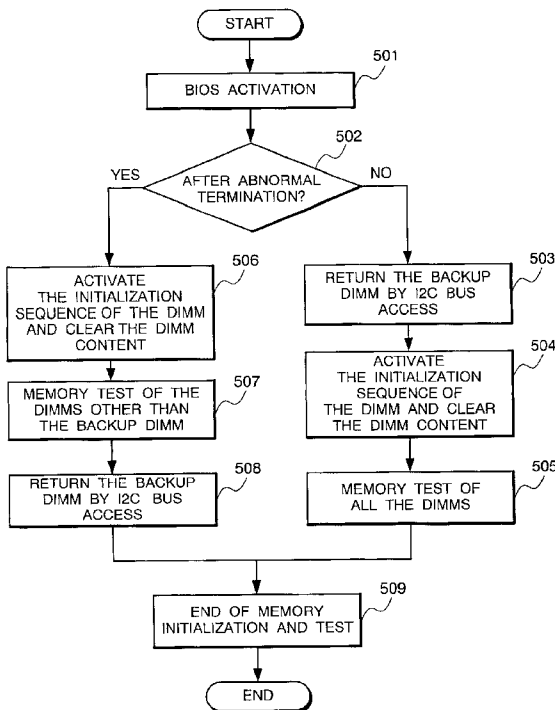 START
501
BIOS ACTIVATION
502
AFTER ABNORMAL
TERMINATION?
YES
NO
506
ACTIVATE
THE INITIALIZATION
SEQUENCE OF THE DIMM
AND CLEAR THE DIMM
CONTENT
507
MEMORY TEST OF THE
DIMMS OTHER THAN
THE BACKUP DIMM
508
RETURN THE BACKUP
DIMM BY I2C BUS
ACCESS
503
RETURN THE BACKUP
DIMM BY I2C BUS
ACCESS
504
ACTIVATE
THE INITIALIZATION
SEQUENCE OF
THE DIMM AND CLEAR
THE DIMM CONTENT
505
MEMORY TEST OF
ALL THE DIMMS
509
END OF MEMORY
INITIALIZATION AND TEST
END